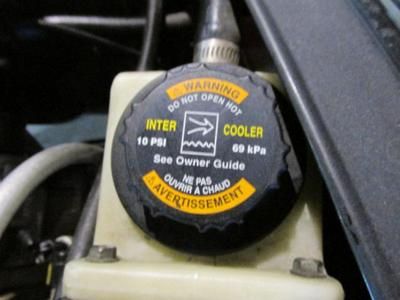 WARNING
DO NOT OPEN HOT
INTER COOLER
10 PSI 69 kPa
See Owner Guide
NE PAS
OUVRIR À CHAUD
AVERTISSEMENT